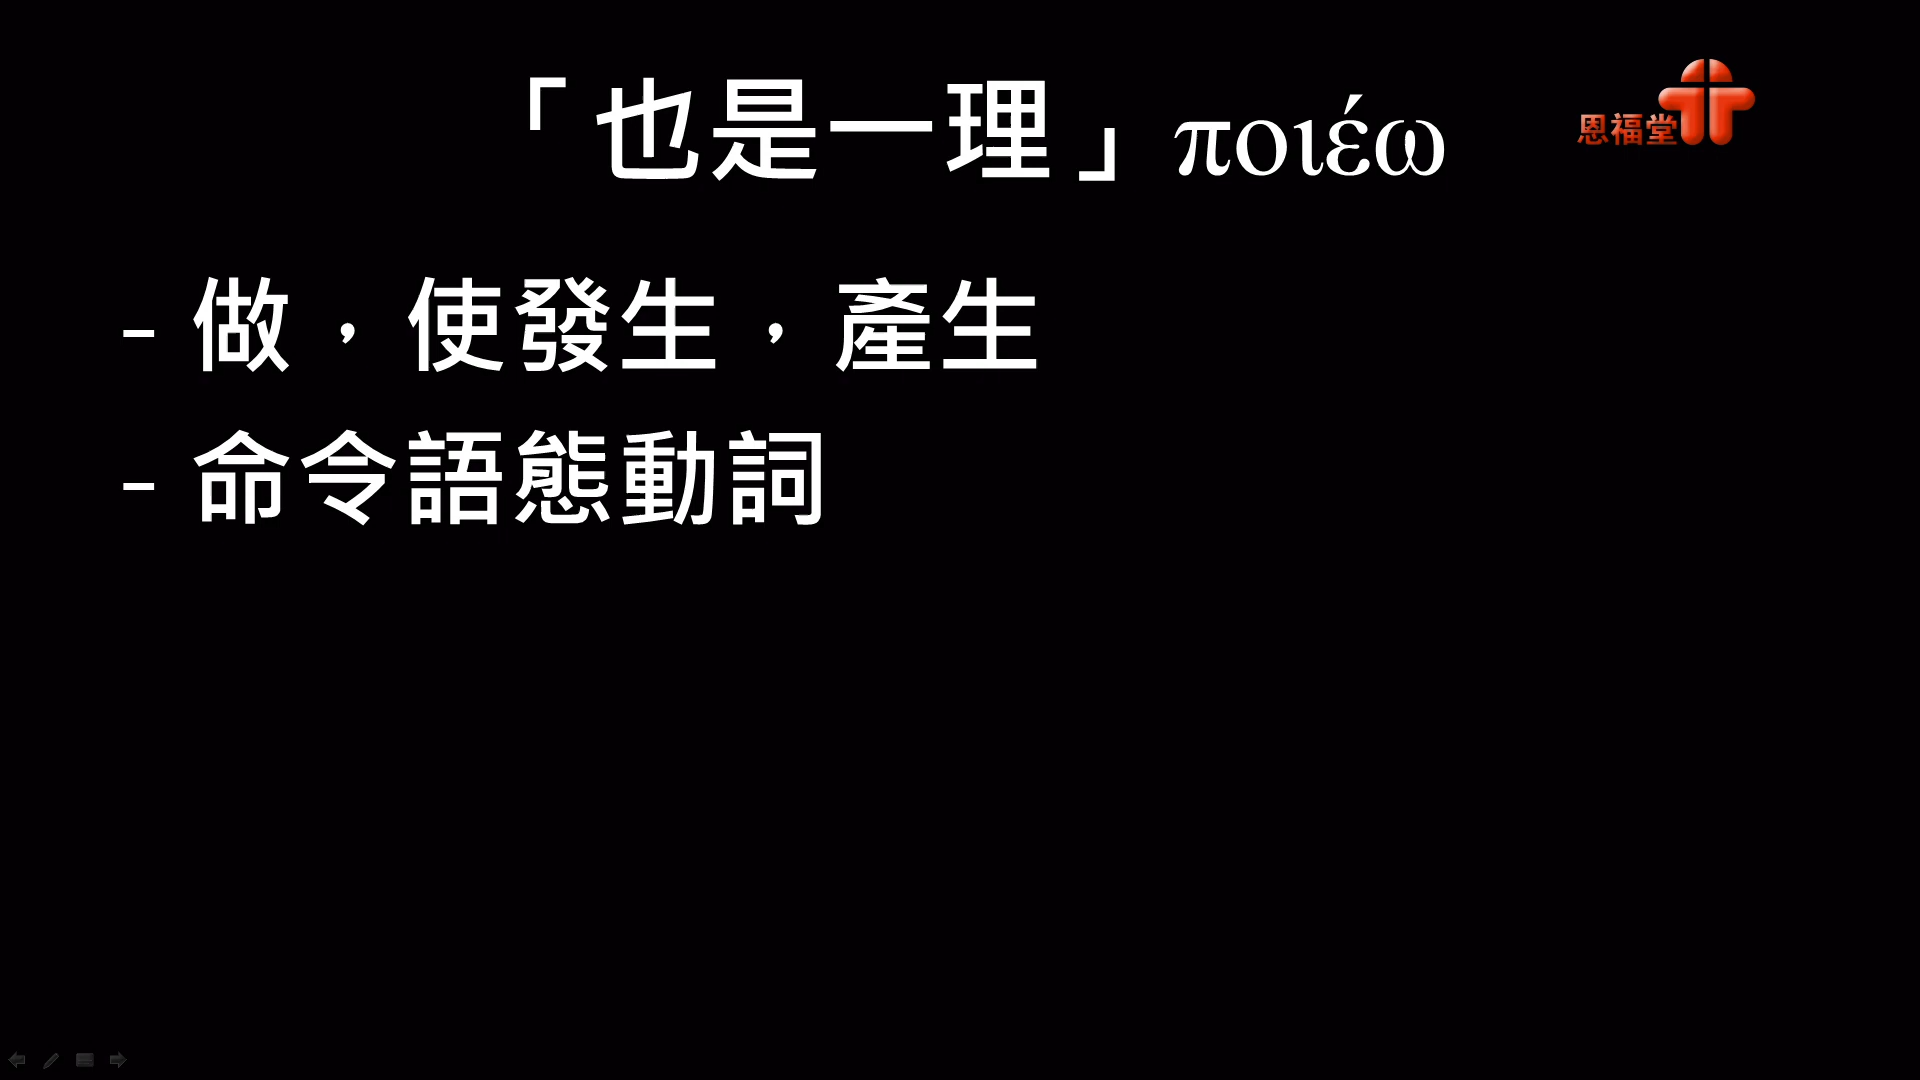 「也是一理」ποιέω
恩福堂
- 做，使發生，產生
- 命令語態動詞